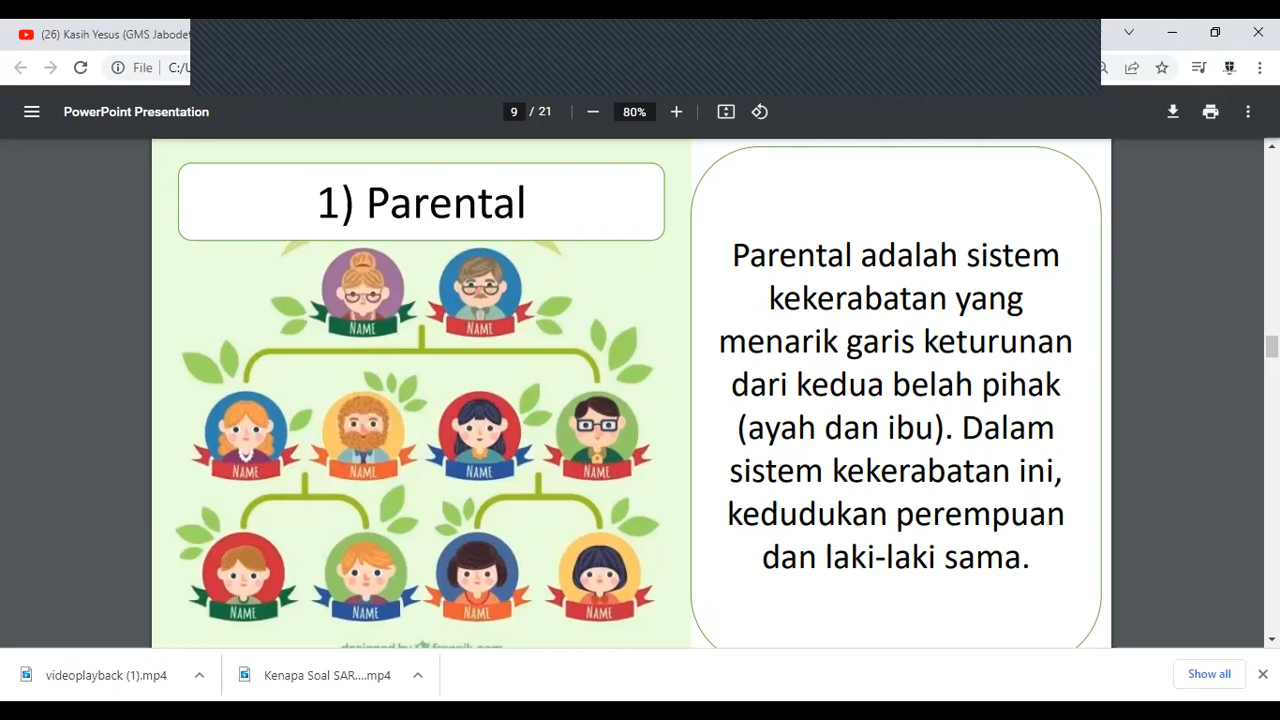 (26) Kasih Yesus (GMS Jabode
File
C:/U
PowerPoint Presentation
9 / 21
80%
1) Parental
NAME
NAME
NAME
NAME
NAME
NAME
NAME
NAME
NAME
NAME
Parental adalah sistem
kekerabatan yang
menarik garis keturunan
dari kedua belah pihak
(ayah dan ibu). Dalam
sistem kekerabatan ini,
kedudukan perempuan
dan laki-laki sama.
videoplayback (1).mp4
Kenapa Soal SAR....mp4
Show all